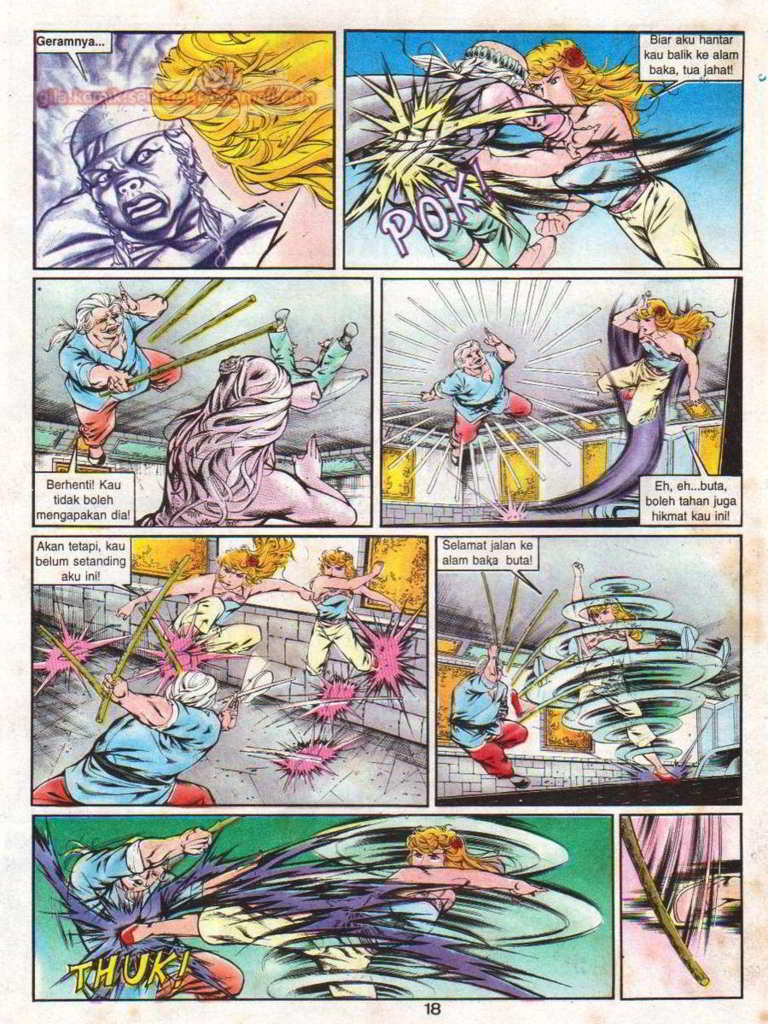 Geramnya...
Biar aku hantar
kau balik ke alam
baka, tua jahat!
POK!
Berhenti! Kau
tidak boleh
mengapakan dia!
Eh, eh...buta,
boleh tahan juga
hikmat kau ini!
Akan tetapi, kau
belum setanding
aku ini!
Selamat jalan ke
alam baka buta!
THUK!
18